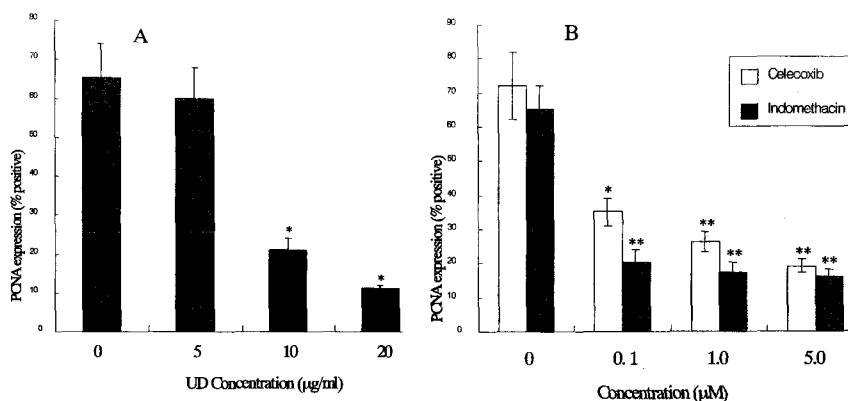 A
PCNA expression (% positive)
80
70
60
50
40
30
20
10
0
*
*
0 5 10 20
UD Concentration (µg/ml)
B
PCNA expression (% positive)
90
80
70
60
50
40
30
20
10
0
Celecoxib
Indomethacin
*
**
**
**
**
**
0 0.1 1.0 5.0
Concentration (µM)